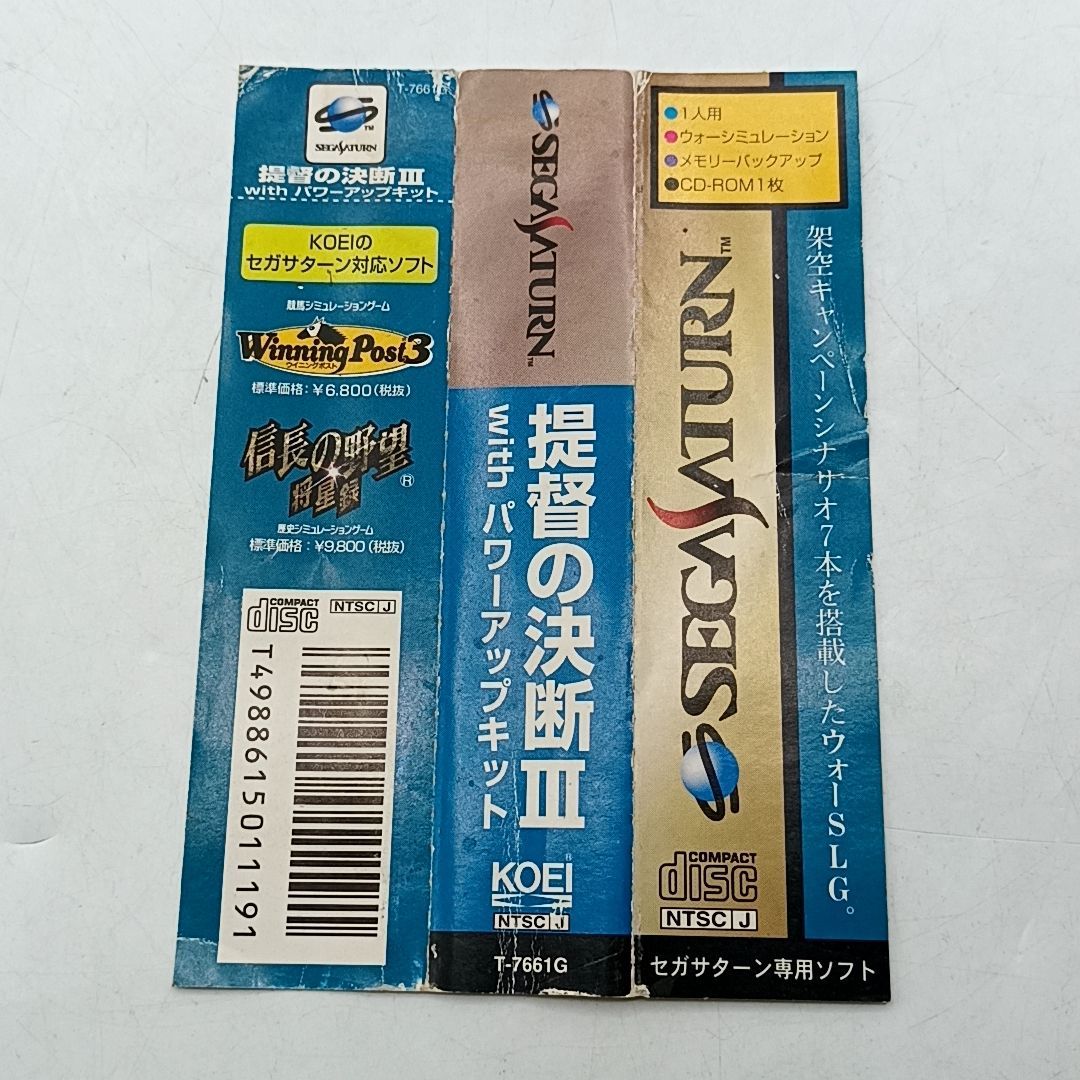 T-7661G
TM
SEGASATURN
提督の決断III
with パワーアップキット
KOEIの
セガサターン対応ソフト
競馬シミュレーションゲーム
Winning Post 3
ウイニングポスト
標準価格:¥6,800(税抜)
信長の野望
将星録
®
歴史シミュレーションゲーム
標準価格:¥9,800(税抜)
COMPACT
disc
NTSC J
T4988615011191
SEGASATURN
TM
提督の決断III
with パワーアップキット
KOEI
®
NTSC J
T-7661G
●1人用
●ウォーシミュレーション
●メモリーバックアップ
●CD-ROM1枚
SEGASATURN
TM
COMPACT
disc
NTSC J
架空キャンペーンシナリオ7本を搭載したウォーSLG。
セガサターン専用ソフト